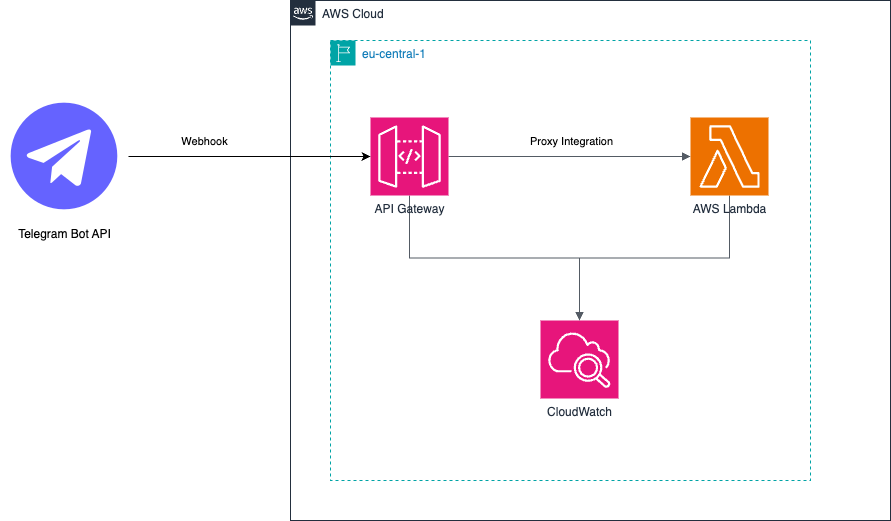 aws
AWS Cloud
eu-central-1
Webhook
</>
Proxy Integration
API Gateway
AWS Lambda
Telegram Bot API
CloudWatch